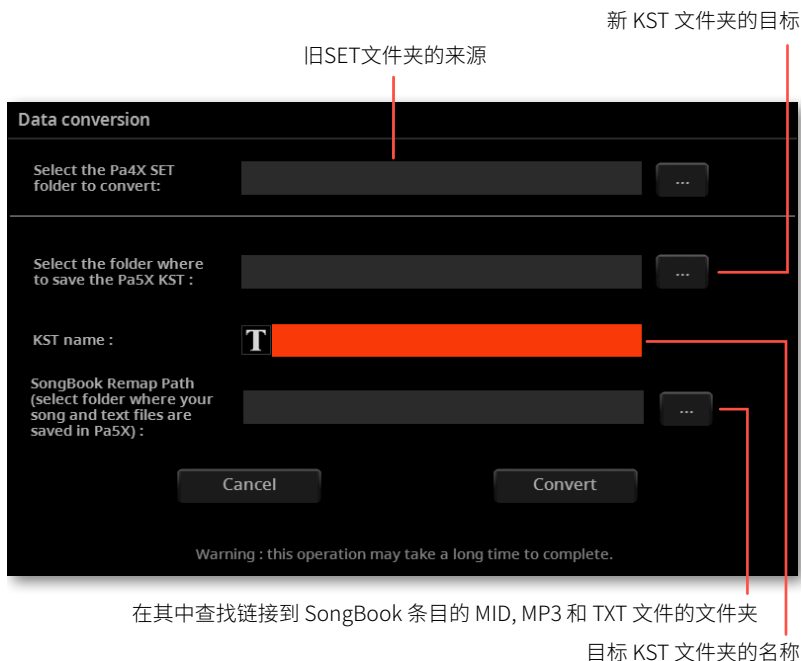 新 KST 文件夹的目标
旧SET文件夹的来源
Data conversion
Select the Pa4X SET
folder to convert:
...
Select the folder where
to save the Pa5X KST :
...
KST name :
T
SongBook Remap Path
(select folder where your
song and text files are
saved in Pa5X) :
...
Cancel
Convert
Warning : this operation may take a long time to complete.
在其中查找链接到 SongBook 条目的 MID, MP3 和 TXT 文件的文件夹
目标 KST 文件夹的名称